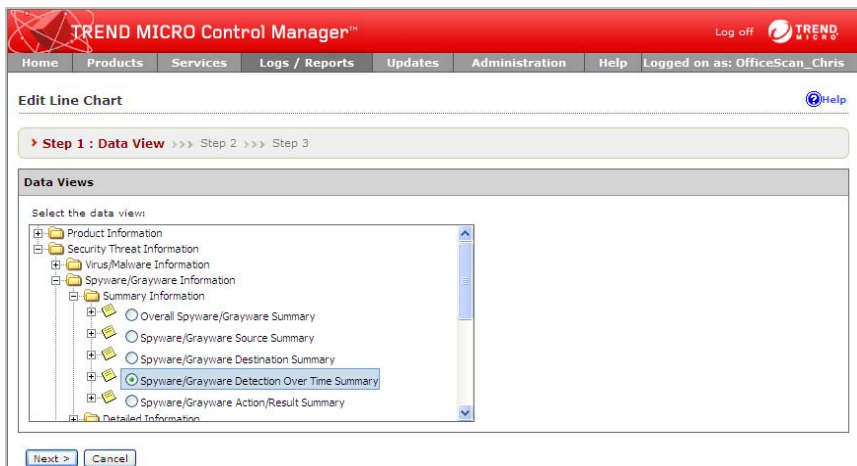 TREND MICRO Control Manager™
Log off
TREND MICRO
Home Products Services Logs / Reports Updates Administration Help Logged on as: OfficeScan_Chris
Edit Line Chart
Help
Step 1 : Data View >>> Step 2 >>> Step 3
Data Views
Select the data view:
Product Information
Security Threat Information
Virus/Malware Information
Spyware/Grayware Information
Summary Information
Overall Spyware/Grayware Summary
Spyware/Grayware Source Summary
Spyware/Grayware Destination Summary
Spyware/Grayware Detection Over Time Summary
Spyware/Grayware Action/Result Summary
Detailed Information
Next > Cancel